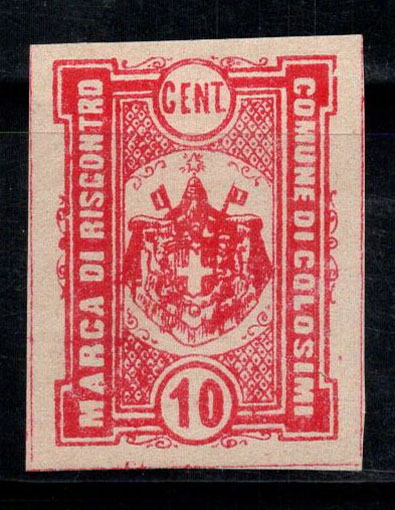 CENT.
MARCA DI RISCONTRO
COMUNE DI COLOSIMI
10